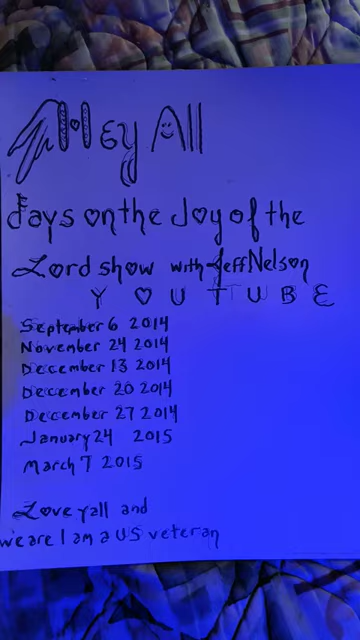 Hey All
days on the Joy of the
Lord show with Jeff Nelson
Y O U T U B E
September 6 2014
November 24 2014
December 13 2014
December 20 2014
December 27 2014
January 24 2015
March 7 2015
Love yall and
we are I am a US veteran